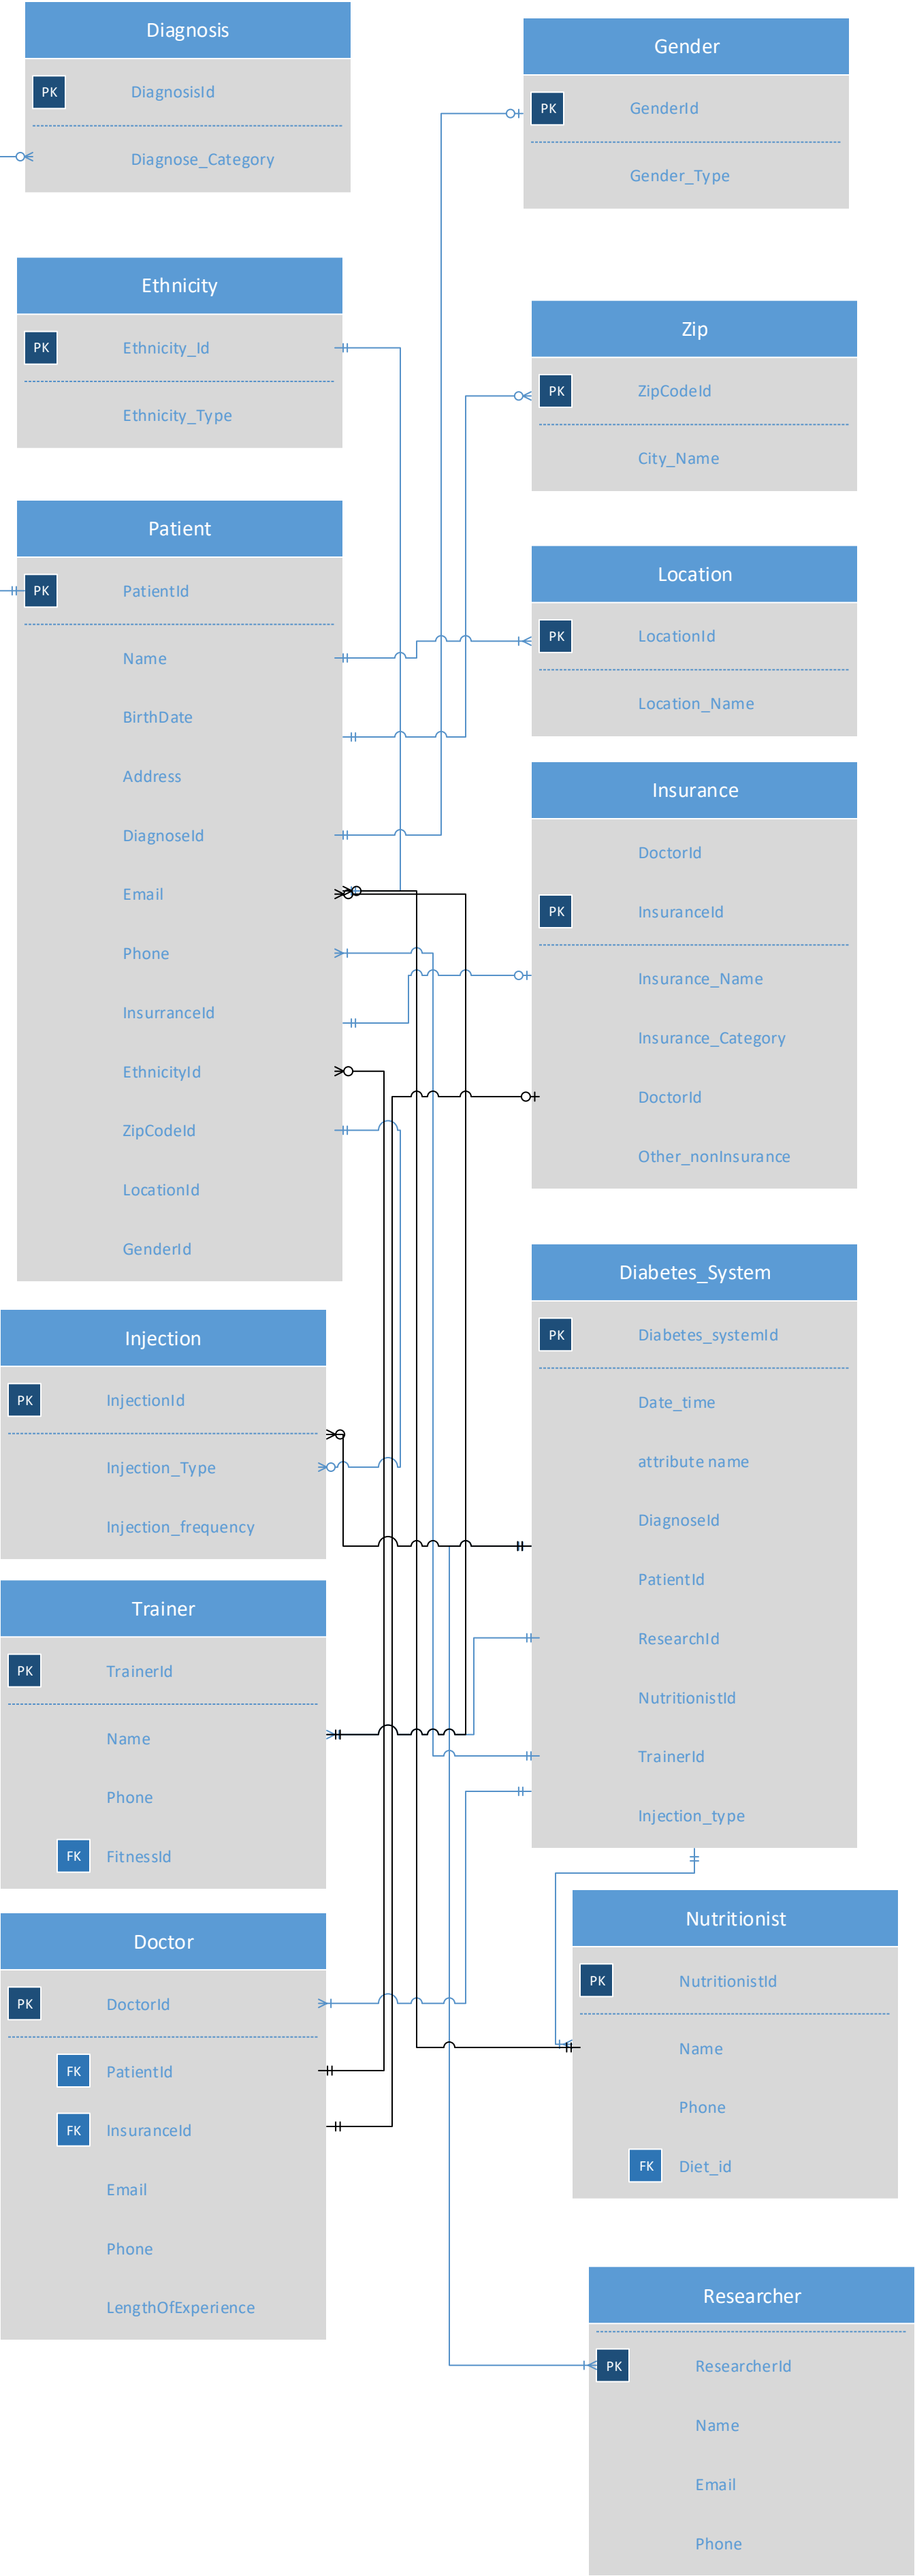 Diagnosis
PK DiagnosisId
Diagnose_Category
Gender
PK GenderId
Gender_Type
Ethnicity
PK Ethnicity_Id
Ethnicity_Type
Zip
PK ZipCodeId
City_Name
Patient
PK PatientId
Name
BirthDate
Address
DiagnoseId
Email
Phone
InsurranceId
EthnicityId
ZipCodeId
LocationId
GenderId
Location
PK LocationId
Location_Name
Insurance
DoctorId
PK InsuranceId
Insurance_Name
Insurance_Category
DoctorId
Other_nonInsurance
Injection
PK InjectionId
Injection_Type
Injection_frequency
Diabetes_System
PK Diabetes_systemId
Date_time
attribute name
DiagnoseId
PatientId
ResearchId
NutritionistId
TrainerId
Injection_type
Trainer
PK TrainerId
Name
Phone
FK FitnessId
Doctor
PK DoctorId
FK PatientId
FK InsuranceId
Email
Phone
LengthOfExperience
Nutritionist
PK NutritionistId
Name
Phone
FK Diet_id
Researcher
PK ResearcherId
Name
Email
Phone